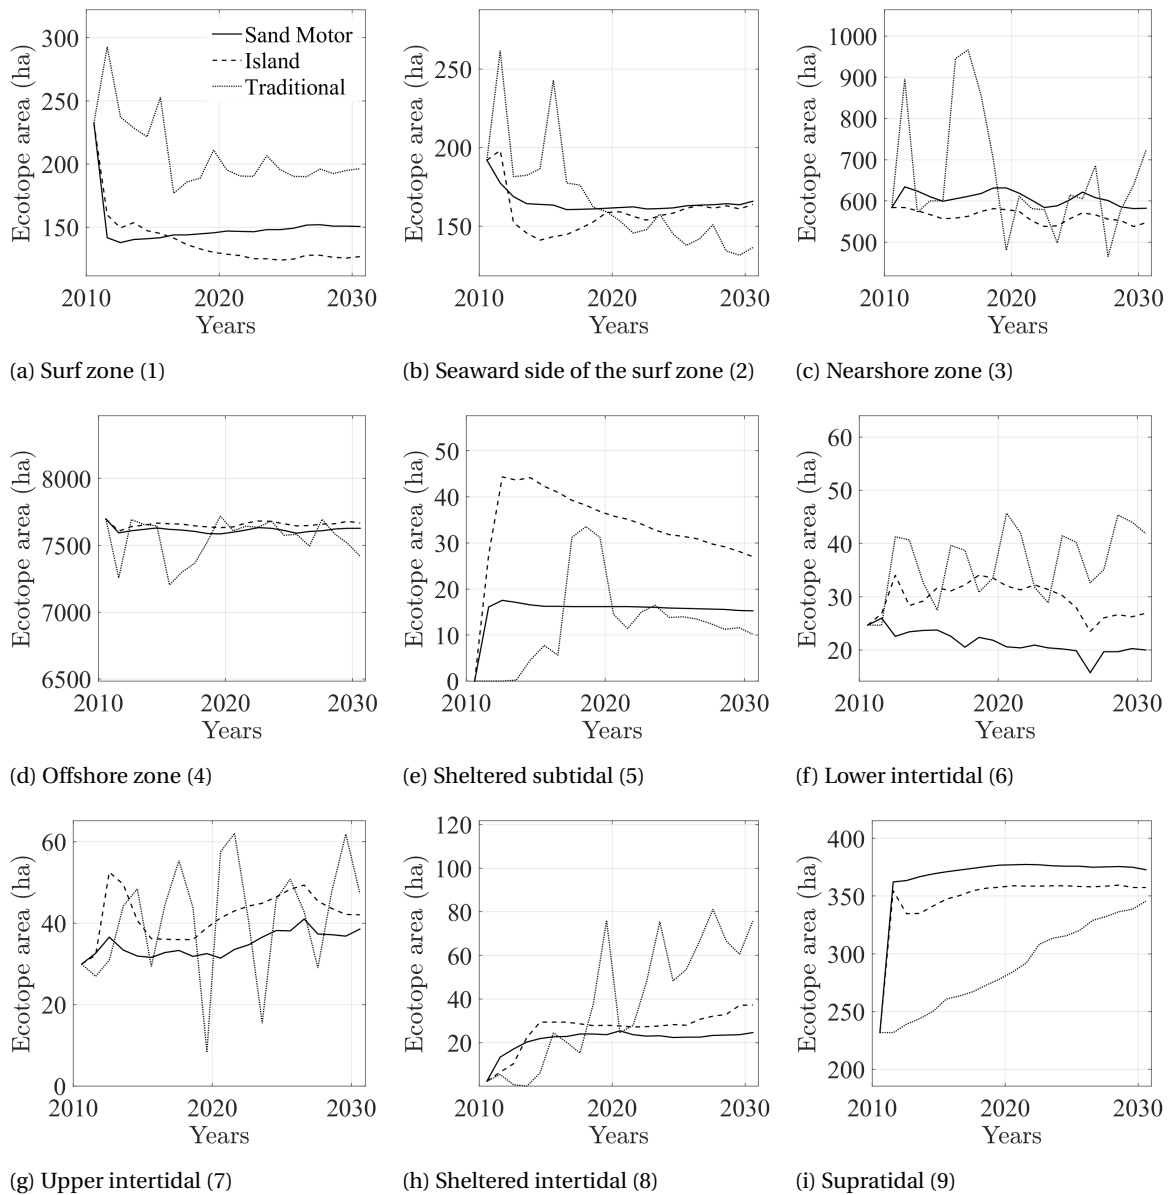 Ecotope area (ha)
300
250
200
150
2010
2020
2030
Years
Sand Motor
Island
Traditional
(a) Surf zone (1)
Ecotope area (ha)
250
200
150
2010
2020
2030
Years
(b) Seaward side of the surf zone (2)
Ecotope area (ha)
1000
900
800
700
600
500
2010
2020
2030
Years
(c) Nearshore zone (3)
Ecotope area (ha)
8000
7500
7000
6500
2010
2020
2030
Years
(d) Offshore zone (4)
Ecotope area (ha)
50
40
30
20
10
0
2010
2020
2030
Years
(e) Sheltered subtidal (5)
Ecotope area (ha)
60
50
40
30
20
2010
2020
2030
Years
(f) Lower intertidal (6)
Ecotope area (ha)
60
40
20
0
2010
2020
2030
Years
(g) Upper intertidal (7)
Ecotope area (ha)
120
100
80
60
40
20
2010
2020
2030
Years
(h) Sheltered intertidal (8)
Ecotope area (ha)
400
350
300
250
200
2010
2020
2030
Years
(i) Supratidal (9)